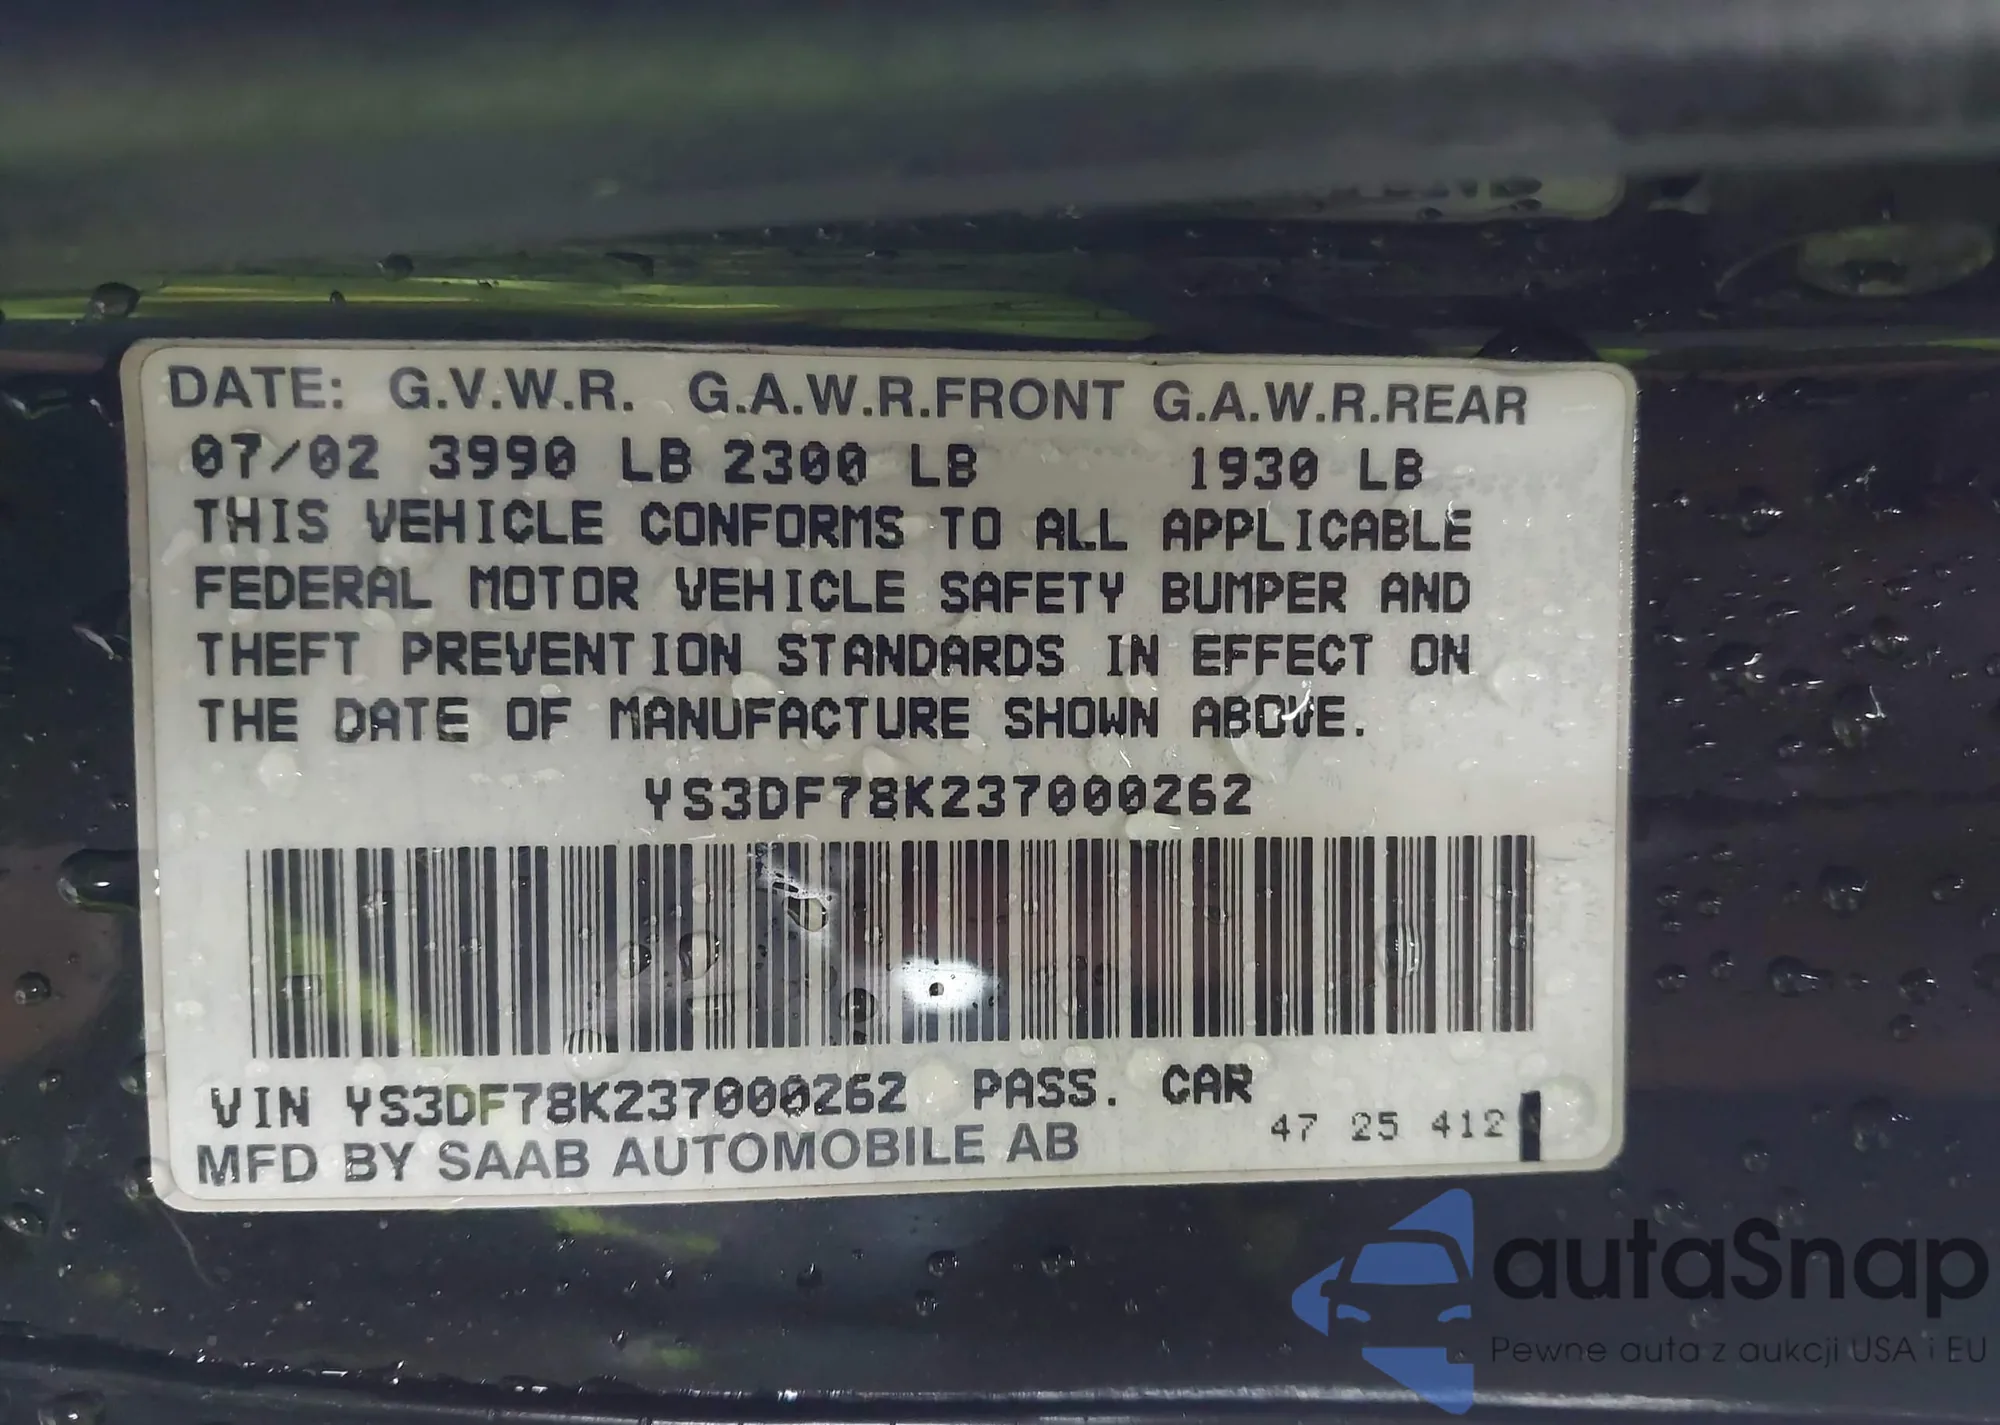 DATE: G.V.W.R. G.A.W.R.FRONT G.A.W.R.REAR
07/02 3990 LB 2300 LB 1930 LB
THIS VEHICLE CONFORMS TO ALL APPLICABLE
FEDERAL MOTOR VEHICLE SAFETY BUMPER AND
THEFT PREVENTION STANDARDS IN EFFECT ON
THE DATE OF MANUFACTURE SHOWN ABOVE.
YS3DF78K237000262
VIN YS3DF78K237000262 PASS. CAR
47 25 412
MFD BY SAAB AUTOMOBILE AB
autaSnap
Pewne auta z aukcji USA i EU